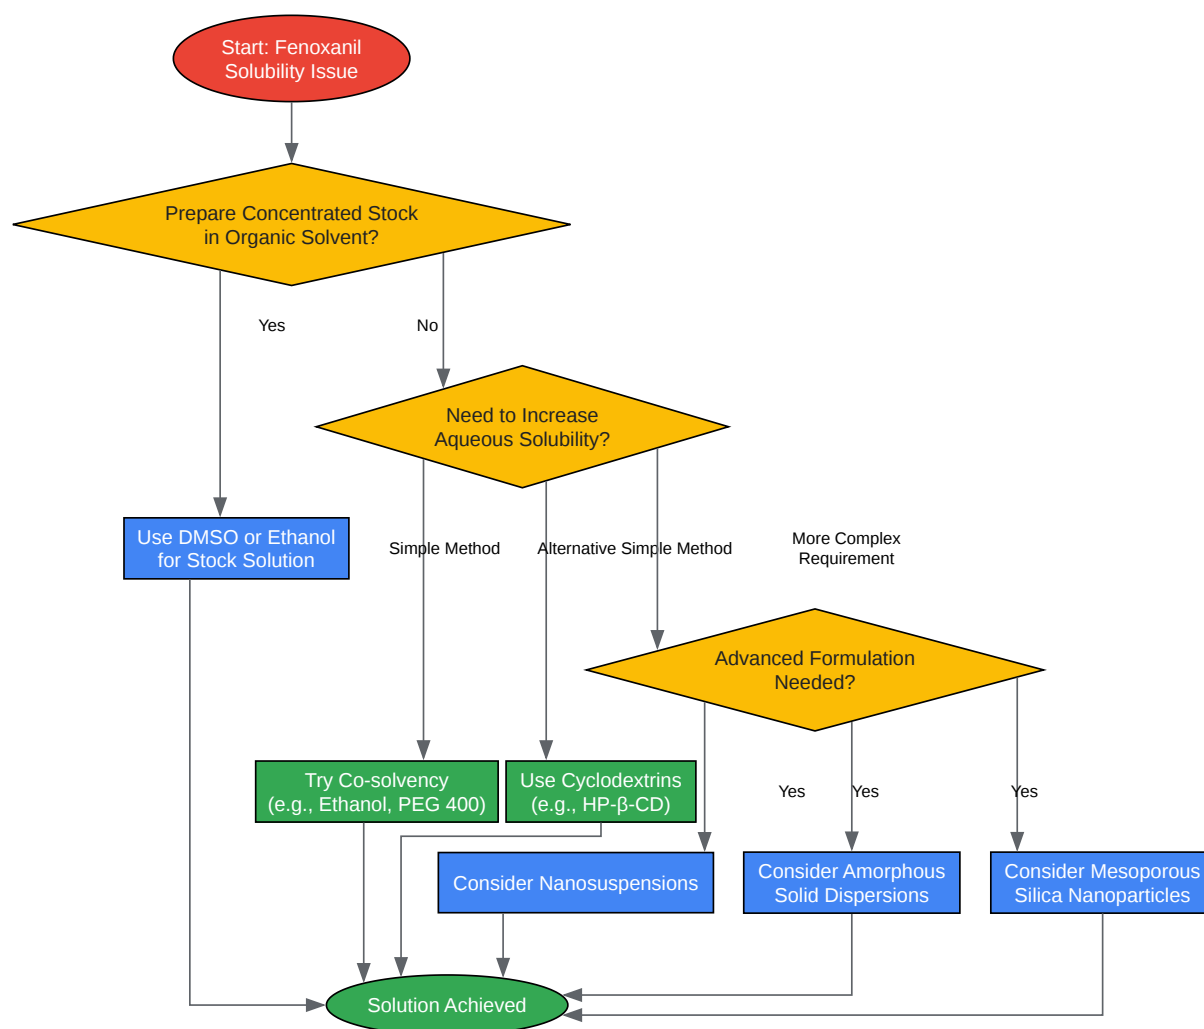 Start: Fenoxanil
Solubility Issue
Prepare Concentrated Stock
in Organic Solvent?
Yes
No
Need to Increase
Aqueous Solubility?
Use DMSO or Ethanol
for Stock Solution
Simple Method
Alternative Simple Method
More Complex
Requirement
Advanced Formulation
Needed?
Try Co-solvency
(e.g., Ethanol, PEG 400)
Use Cyclodextrins
(e.g., HP-β-CD)
Yes
Yes
Yes
Consider Nanosuspensions
Consider Amorphous
Solid Dispersions
Consider Mesoporous
Silica Nanoparticles
Solution Achieved